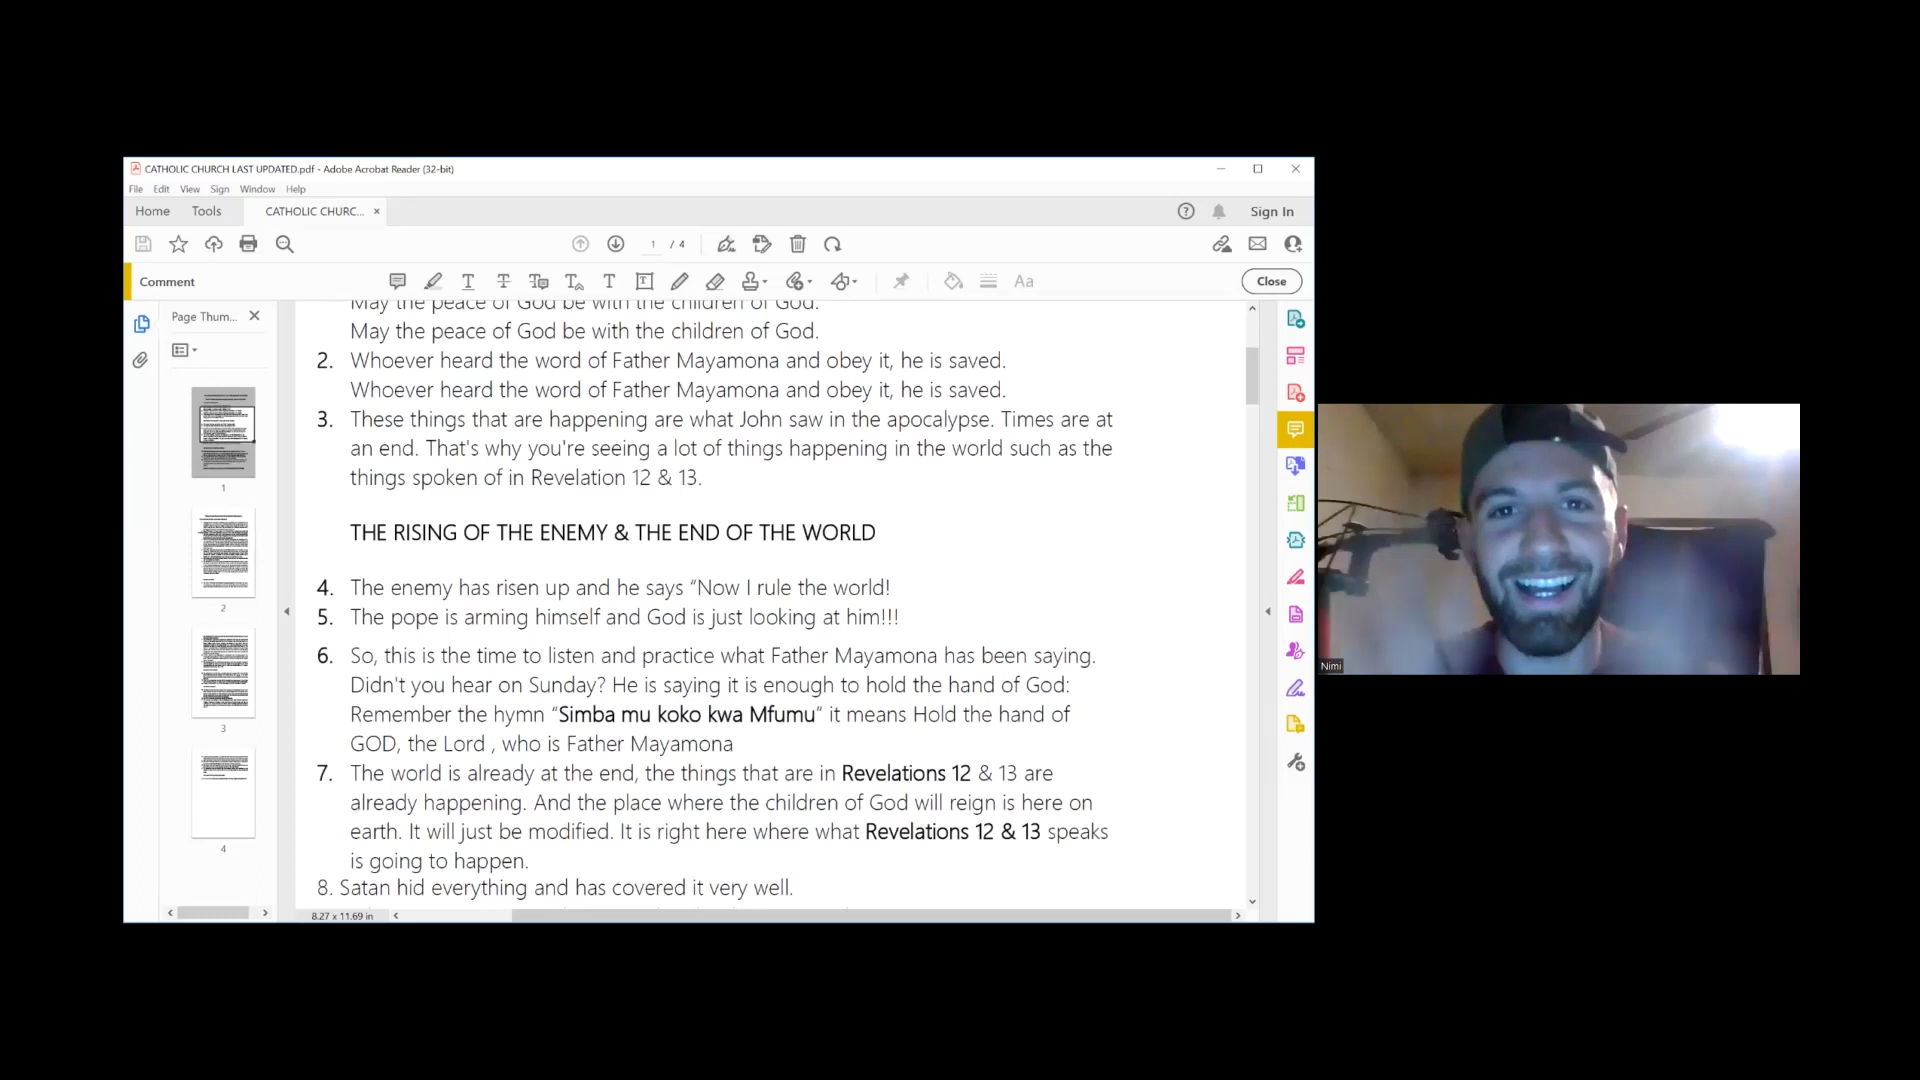 CATHOLIC CHURCH LAST UPDATED.pdf - Adobe Acrobat Reader (32-bit)
File Edit View Sign Window Help
Home Tools CATHOLIC CHURC... Sign In
1 / 4
Comment Close
Page Thum...
May the peace of God be with the children of God.
May the peace of God be with the children of God.
2. Whoever heard the word of Father Mayamona and obey it, he is saved.
Whoever heard the word of Father Mayamona and obey it, he is saved.
3. These things that are happening are what John saw in the apocalypse. Times are at
an end. That's why you're seeing a lot of things happening in the world such as the
things spoken of in Revelation 12 & 13.
THE RISING OF THE ENEMY & THE END OF THE WORLD
4. The enemy has risen up and he says “Now I rule the world!
5. The pope is arming himself and God is just looking at him!!!
6. So, this is the time to listen and practice what Father Mayamona has been saying.
Didn't you hear on Sunday? He is saying it is enough to hold the hand of God:
Remember the hymn “Simba mu koko kwa Mfumu” it means Hold the hand of
GOD, the Lord , who is Father Mayamona
7. The world is already at the end, the things that are in Revelations 12 & 13 are
already happening. And the place where the children of God will reign is here on
earth. It will just be modified. It is right here where what Revelations 12 & 13 speaks
is going to happen.
8. Satan hid everything and has covered it very well.
1
2
3
4
8.27 x 11.69 in
Aa
Nimi